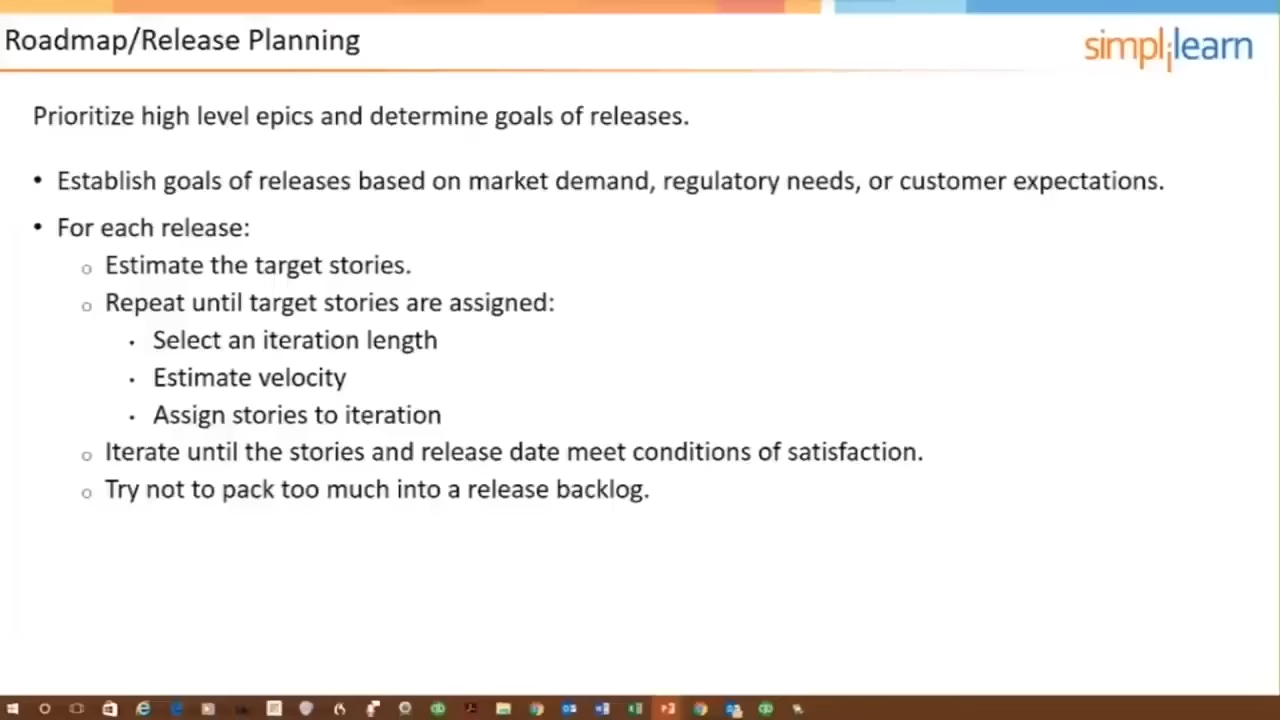 Roadmap/Release Planning
simplilearn
Prioritize high level epics and determine goals of releases.
• Establish goals of releases based on market demand, regulatory needs, or customer expectations.
• For each release:
o Estimate the target stories.
o Repeat until target stories are assigned:
▪ Select an iteration length
▪ Estimate velocity
▪ Assign stories to iteration
o Iterate until the stories and release date meet conditions of satisfaction.
o Try not to pack too much into a release backlog.